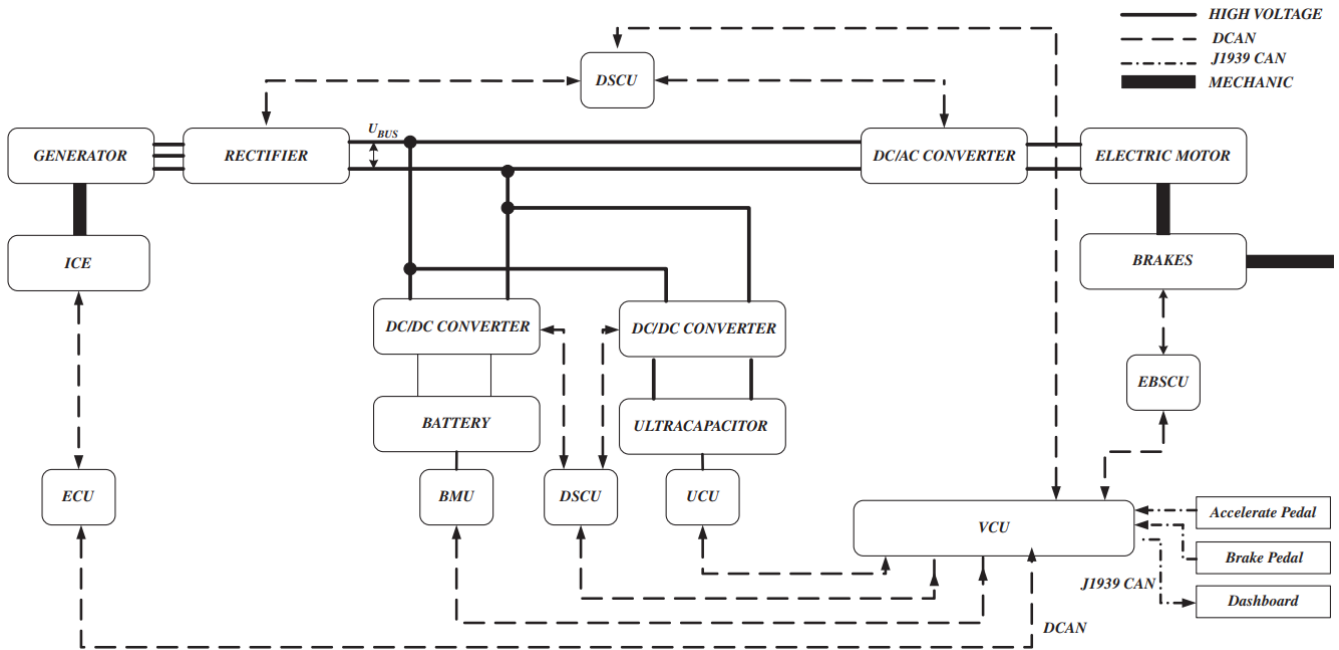 HIGH VOLTAGE
DCAN
J1939 CAN
MECHANIC
DSCU
U_BUS
GENERATOR
RECTIFIER
DC/AC CONVERTER
ELECTRIC MOTOR
ICE
BRAKES
DC/DC CONVERTER
DC/DC CONVERTER
EBSCU
BATTERY
ULTRACAPACITOR
ECU
BMU
DSCU
UCU
VCU
Accelerate Pedal
Brake Pedal
J1939 CAN
Dashboard
DCAN